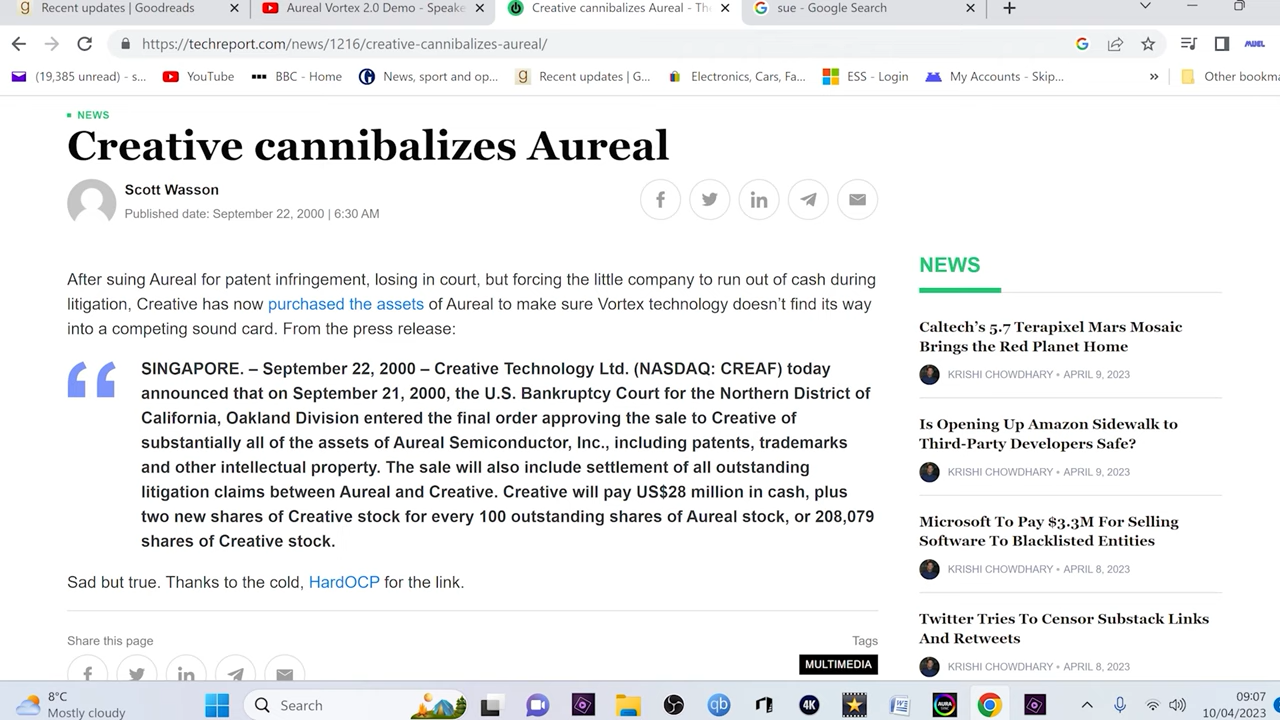 Recent updates | Goodreads
Aureal Vortex 2.0 Demo - Speake
Creative cannibalizes Aureal - The
sue - Google Search
https://techreport.com/news/1216/creative-cannibalizes-aureal/
(19,385 unread) - s...
YouTube
BBC - Home
News, sport and op...
Recent updates | G...
Electronics, Cars, Fa...
ESS - Login
My Accounts - Skip...
»
Other bookma
NEWS
Creative cannibalizes Aureal
Scott Wasson
Published date: September 22, 2000 | 6:30 AM
After suing Aureal for patent infringement, losing in court, but forcing the little company to run out of cash during
litigation, Creative has now purchased the assets of Aureal to make sure Vortex technology doesn’t find its way
into a competing sound card. From the press release:
SINGAPORE. – September 22, 2000 – Creative Technology Ltd. (NASDAQ: CREAF) today
announced that on September 21, 2000, the U.S. Bankruptcy Court for the Northern District of
California, Oakland Division entered the final order approving the sale to Creative of
substantially all of the assets of Aureal Semiconductor, Inc., including patents, trademarks
and other intellectual property. The sale will also include settlement of all outstanding
litigation claims between Aureal and Creative. Creative will pay US$28 million in cash, plus
two new shares of Creative stock for every 100 outstanding shares of Aureal stock, or 208,079
shares of Creative stock.
Sad but true. Thanks to the cold, HardOCP for the link.
Share this page
Tags
MULTIMEDIA
NEWS
Caltech’s 5.7 Terapixel Mars Mosaic
Brings the Red Planet Home
KRISHI CHOWDHARY • APRIL 9, 2023
Is Opening Up Amazon Sidewalk to
Third-Party Developers Safe?
KRISHI CHOWDHARY • APRIL 9, 2023
Microsoft To Pay $3.3M For Selling
Software To Blacklisted Entities
KRISHI CHOWDHARY • APRIL 8, 2023
Twitter Tries To Censor Substack Links
And Retweets
KRISHI CHOWDHARY • APRIL 8, 2023
8°C
Mostly cloudy
Search
qb
4K
AURA
09:07
10/04/2023